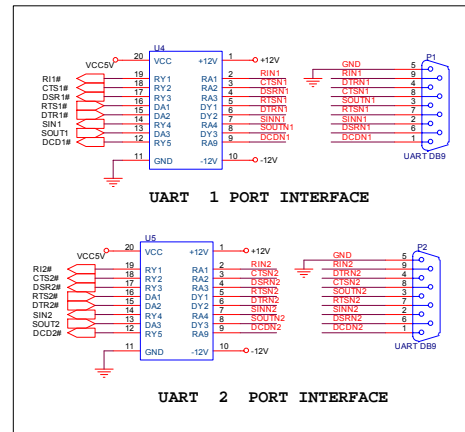 U4
VCC5V 20 VCC +12V 1 +12V
RI1# 19 RY1 RA1 2 RIN1
CTS1# 18 RY2 RA2 3 CTSN1
DSR1# 17 RY3 RA3 4 DSRN1
RTS1# 16 DA1 DY1 5 RTSN1
DTR1# 15 DA2 DY2 6 DTRN1
SIN1 14 RY4 RA4 7 SINN1
SOUT1 13 DA3 DY3 8 SOUTN1
DCD1# 12 RY5 RA9 9 DCDN1
11 GND -12V 10 -12V
P1
GND 5
RIN1 9
DTRN1 4
CTSN1 8
SOUTN1 3
RTSN1 7
SINN1 2
DSRN1 6
DCDN1 1
UART DB9
UART 1 PORT INTERFACE
U5
VCC5V 20 VCC +12V 1 +12V
RI2# 19 RY1 RA1 2 RIN2
CTS2# 18 RY2 RA2 3 CTSN2
DSR2# 17 RY3 RA3 4 DSRN2
RTS2# 16 DA1 DY1 5 RTSN2
DTR2# 15 DA2 DY2 6 DTRN2
SIN2 14 RY4 RA4 7 SINN2
SOUT2 13 DA3 DY3 8 SOUTN2
DCD2# 12 RY5 RA9 9 DCDN2
11 GND -12V 10 -12V
P2
GND 5
RIN2 9
DTRN2 4
CTSN2 8
SOUTN2 3
RTSN2 7
SINN2 2
DSRN2 6
DCDN2 1
UART DB9
UART 2 PORT INTERFACE